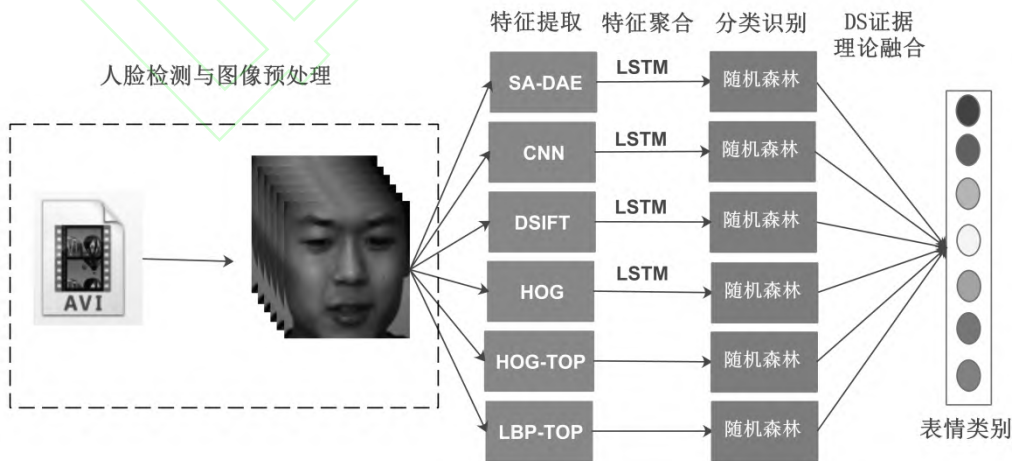 人脸检测与图像预处理
AVI
特征提取
特征聚合
分类识别
DS证据
理论融合
SA-DAE
LSTM
随机森林
CNN
LSTM
随机森林
DSIFT
LSTM
随机森林
HOG
LSTM
随机森林
HOG-TOP
随机森林
LBP-TOP
随机森林
表情类别